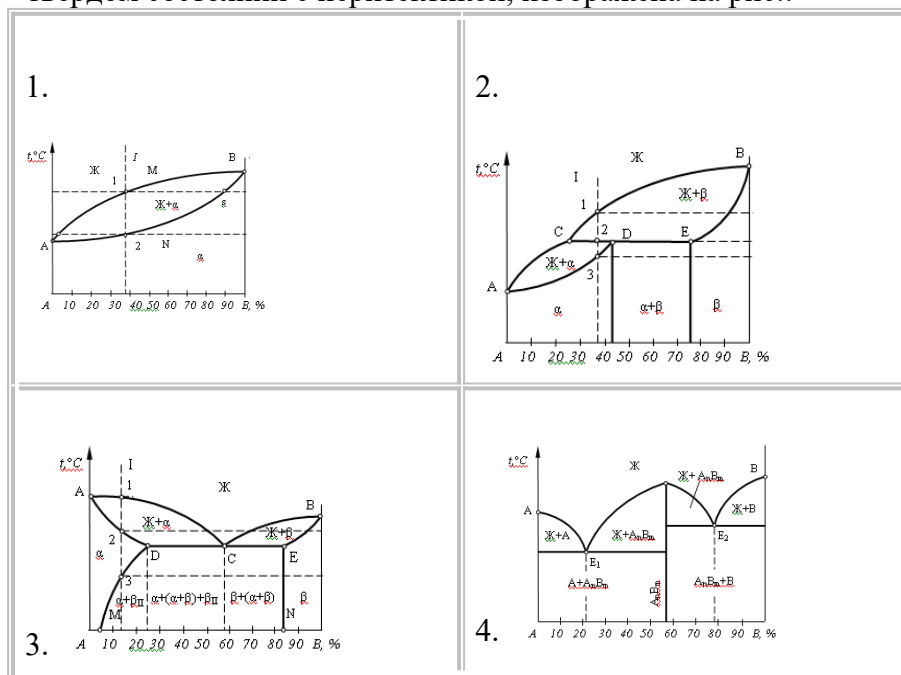 твердом состоянии с перитектикой, изображена на рис..
1.
t,°C
Ж
I
М
В
1
Ж+α
s
А
2
N
α
А 10 20 30 40 50 60 70 80 90 В, %
2.
t,°C
Ж
В
I
Ж+β
1
С
2
D
Е
Ж+α
3
А
α
α+β
β
А 10 20 30 40 50 60 70 80 90 В, %
3.
t,°C
I
1
Ж
А
В
Ж+α
Ж+β
2
α
D
С
Е
3
М
α+βII
α+(α+β)+βII
β+(α+β)
β
N
А 10 20 30 40 50 60 70 80 90 В, %
4.
t,°C
Ж
Ж+ AnBm
В
А
Ж+В
Ж+А
Ж+AnBm
E1
E2
А+AnBm
AnBm
AnBm+В
А 10 20 30 40 50 60 70 80 90 В, %